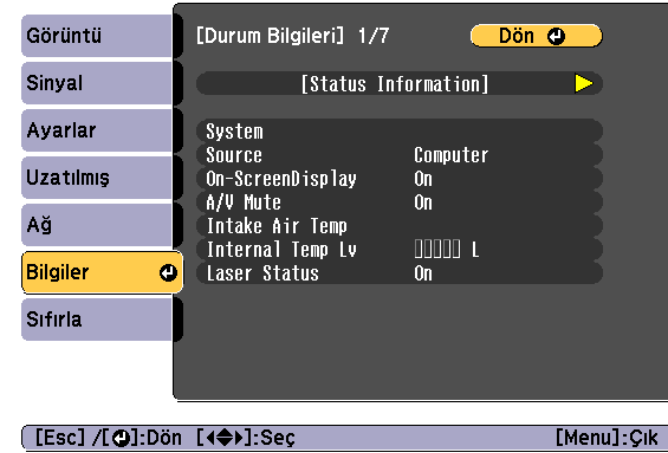 Görüntü
Sinyal
Ayarlar
Uzatılmış
Ağ
Bilgiler
Sıfırla
[Durum Bilgileri] 1/7
Dön
[Status Information]
System
Source Computer
On-ScreenDisplay On
A/V Mute On
Intake Air Temp
Internal Temp Lv ▯▯▯▯▯ L
Laser Status On
[Esc] /[⏎]:Dön [◀◆▶]:Seç [Menu]:Çık